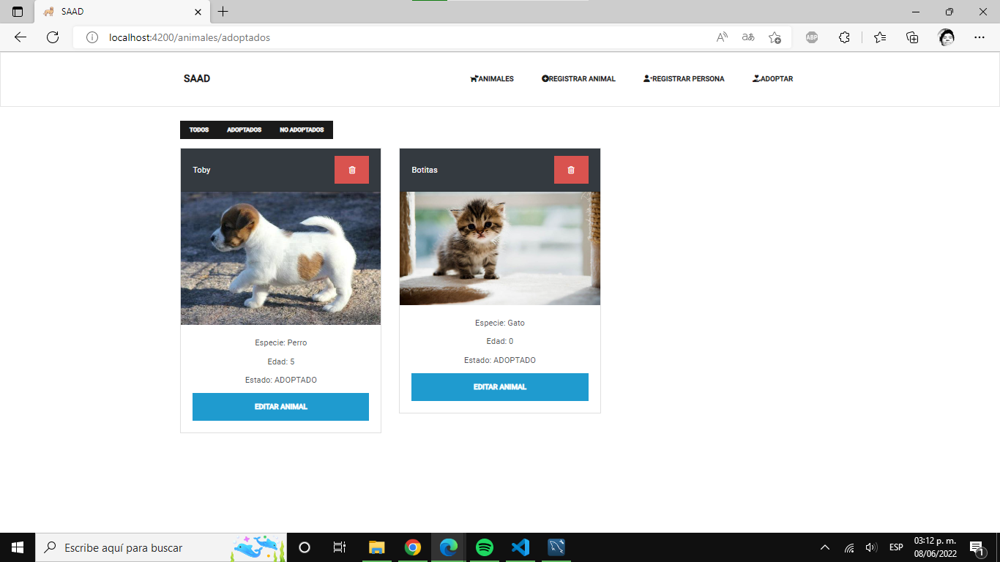 SAAD
localhost:4200/animales/adoptados
ABP
SAAD
ANIMALES
REGISTRAR ANIMAL
REGISTRAR PERSONA
ADOPTAR
TODOS
ADOPTADOS
NO ADOPTADOS
Toby
Especie: Perro
Edad: 5
Estado: ADOPTADO
EDITAR ANIMAL
Botitas
Especie: Gato
Edad: 0
Estado: ADOPTADO
EDITAR ANIMAL
Escribe aquí para buscar
ESP
03:12 p. m.
08/06/2022
1